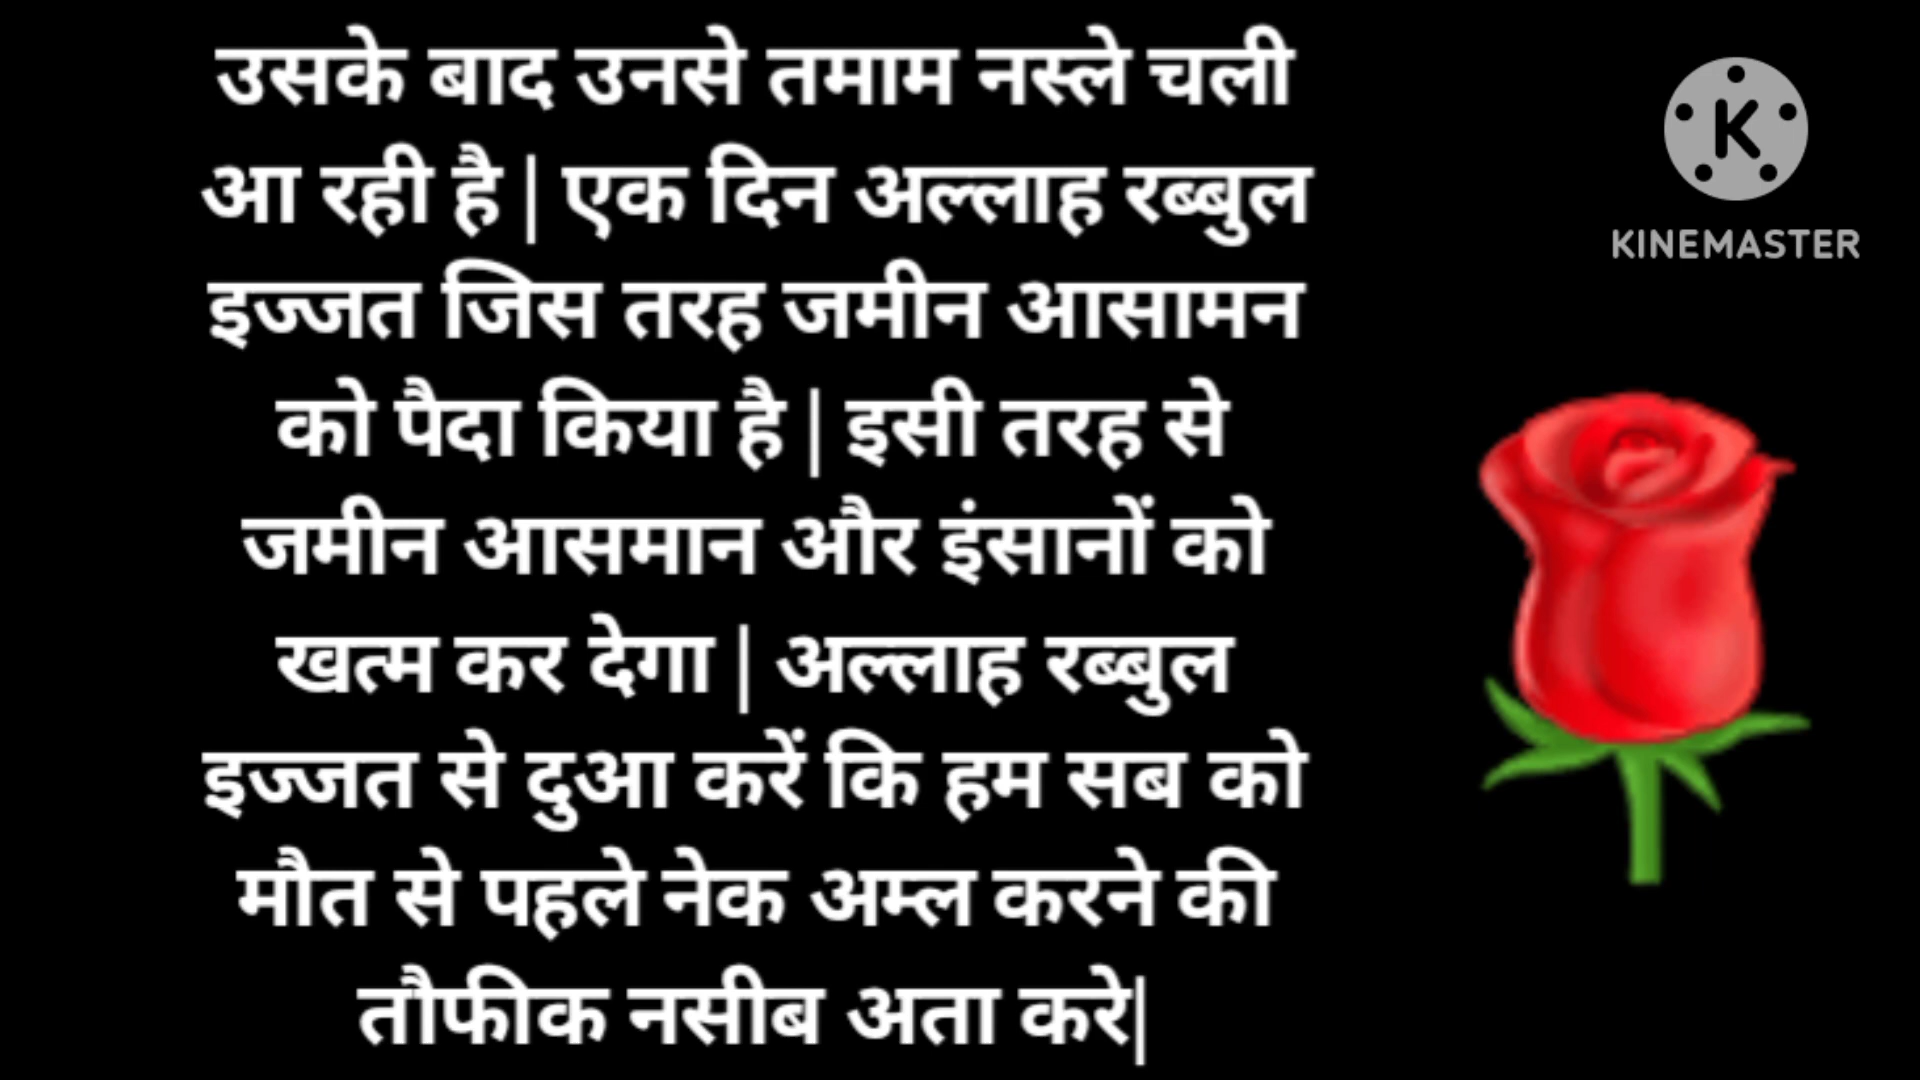 उसके बाद उनसे तमाम नस्ले चली
आ रही है | एक दिन अल्लाह रब्बुल
इज्जत जिस तरह जमीन आसामन
को पैदा किया है | इसी तरह से
जमीन आसमान और इंसानों को
खत्म कर देगा | अल्लाह रब्बुल
इज्जत से दुआ करें कि हम सब को
मौत से पहले नेक अम्ल करने की
तौफीक नसीब अता करे|
K
KINEMASTER